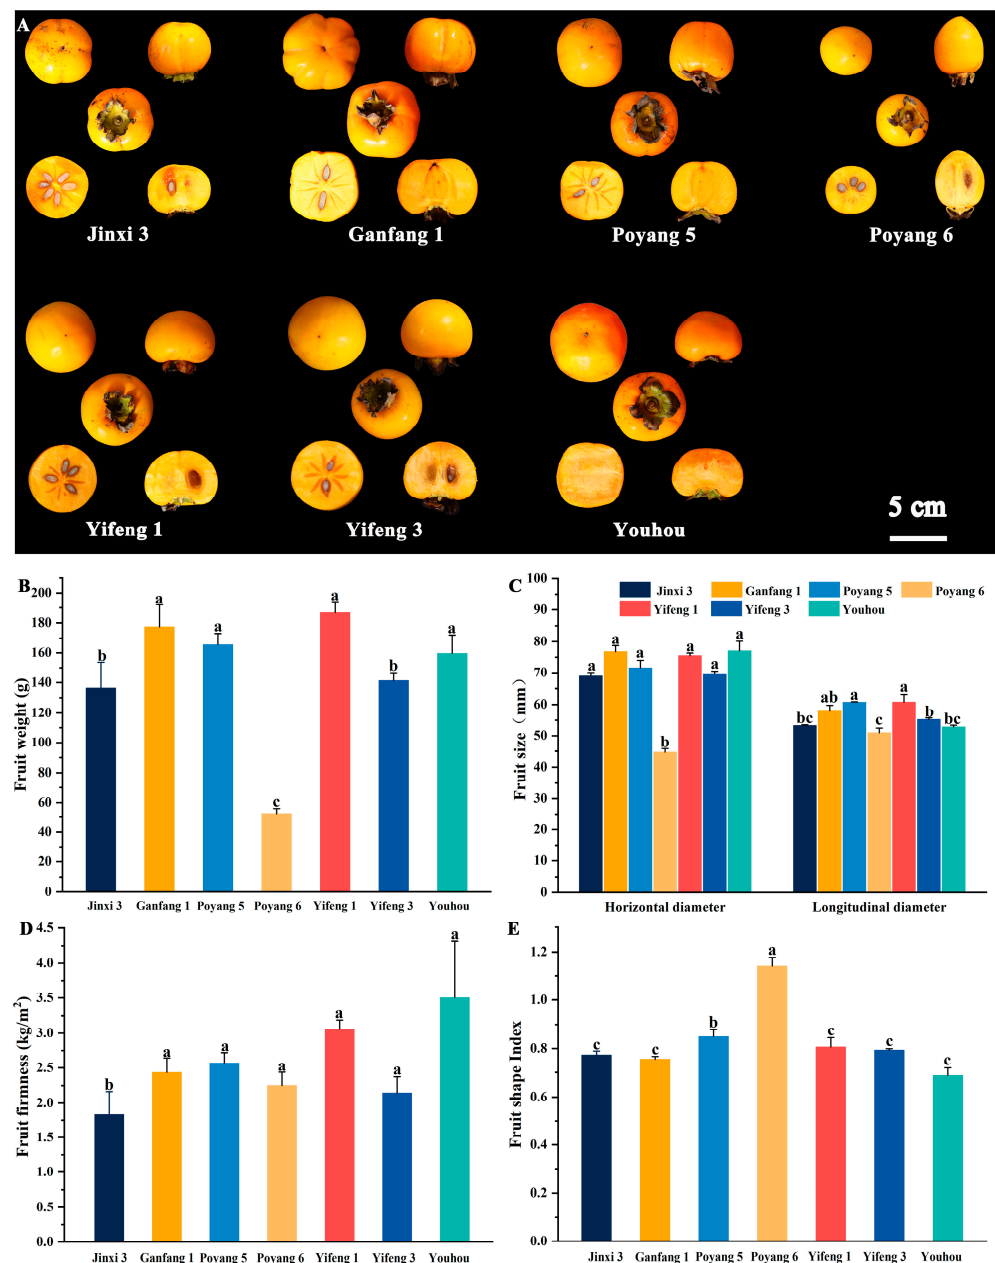 A
Jinxi 3
Ganfang 1
Poyang 5
Poyang 6
Yifeng 1
Yifeng 3
Youhou
5 cm
B
Fruit weight (g)
200
180
160
140
120
100
80
60
40
20
0
b
a
a
c
a
b
a
Jinxi 3
Ganfang 1
Poyang 5
Poyang 6
Yifeng 1
Yifeng 3
Youhou
C
Fruit size（mm）
100
90
80
70
60
50
40
30
20
10
0
Jinxi 3
Ganfang 1
Poyang 5
Poyang 6
Yifeng 1
Yifeng 3
Youhou
a
a
a
b
a
a
a
bc
ab
a
c
a
b
bc
Horizontal diameter
Longitudinal diameter
D
Fruit firmness (kg/m²)
4.5
4.0
3.5
3.0
2.5
2.0
1.5
1.0
0.5
0.0
b
a
a
a
a
a
a
Jinxi 3
Ganfang 1
Poyang 5
Poyang 6
Yifeng 1
Yifeng 3
Youhou
E
Fruit shape Index
1.2
1.0
0.8
0.6
0.4
0.2
0.0
c
c
b
a
c
c
c
Jinxi 3
Ganfang 1
Poyang 5
Poyang 6
Yifeng 1
Yifeng 3
Youhou